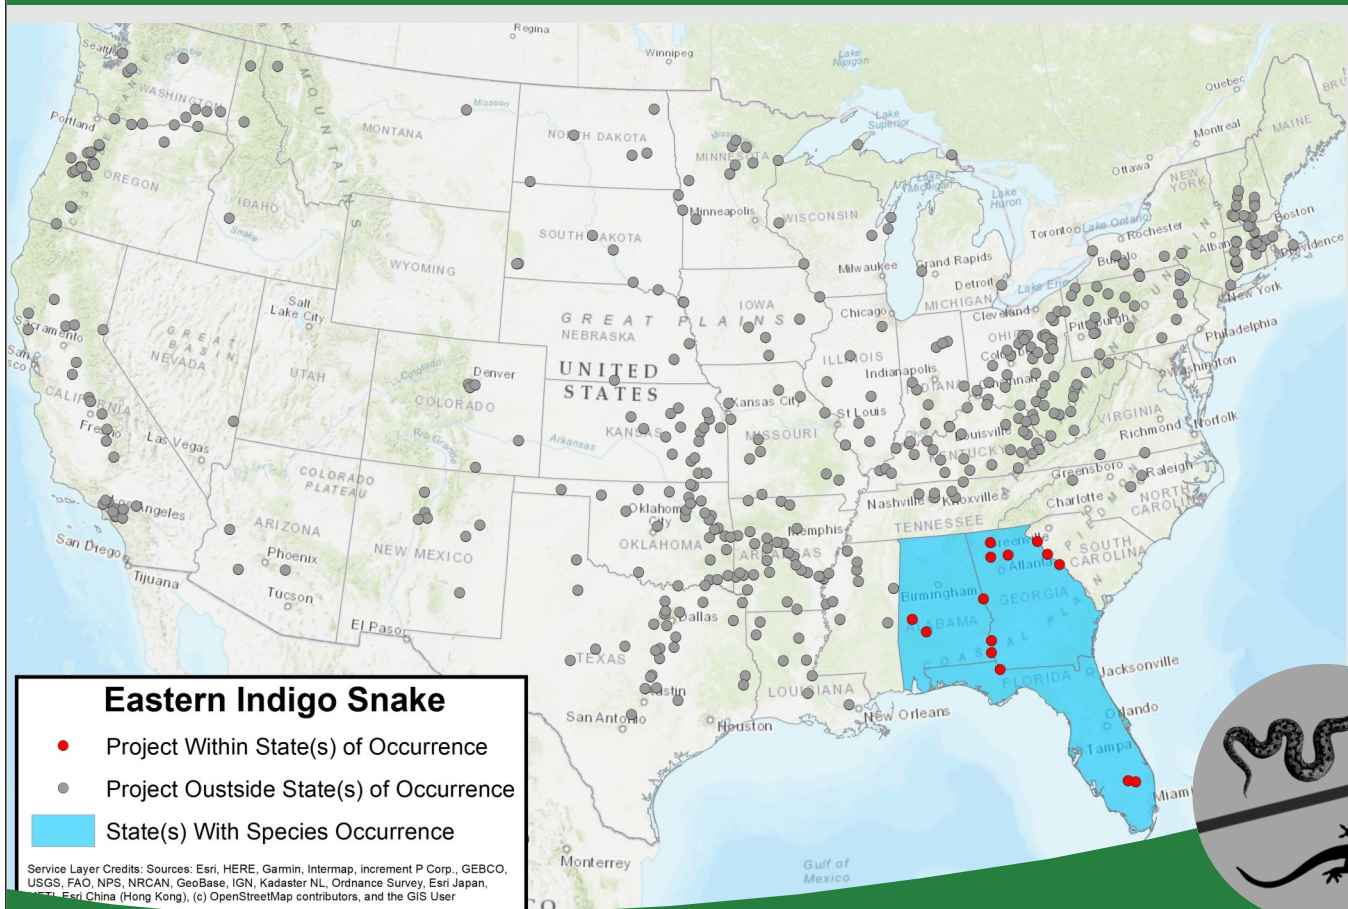 Regina
Winnipeg
Lake
Nipigon
Quebec
Seattle
Columbia
WASHINGTON
Missouri
Portland
MONTANA
NORTH DAKOTA
MINNESOTA
Lake
Superior
Montreal
MAINE
Ottawa
OREGON
IDAHO
Snake
Minneapolis
WISCONSIN
Lake
Michigan
Lake
Huron
NEW
YORK
Toronto
Lake Ontario
Rochester
Boston
Providence
SOUTH DAKOTA
WYOMING
Milwaukee
Grand Rapids
Buffalo
Detroit
Lake Erie
MICHIGAN
Salt
Lake City
IOWA
Chicago
Cleveland
New York
Sacramento
GREAT
BASIN
NEVADA
GREAT PLAINS
NEBRASKA
Pittsburgh
Philadelphia
UTAH
Colorado
Denver
COLORADO
UNITED
STATES
ILLINOIS
Indianapolis
INDIANA
OHIO
Washington
CALIFORNIA
Fresno
Las Vegas
Rio Grande
Arkansas
KANSAS
Kansas City
MISSOURI
St Louis
Louisville
KENTUCKY
VIRGINIA
Richmond
Norfolk
COLORADO
PLATEAU
Los Angeles
ARIZONA
NEW MEXICO
Oklahoma
City
OKLAHOMA
ARKANSAS
Memphis
Nashville
Knoxville
TENNESSEE
Greensboro
Raleigh
Charlotte
NORTH
CAROLINA
San Diego
Tijuana
Phoenix
Tucson
El Paso
Greenville
SOUTH
CAROLINA
Atlanta
Birmingham
GEORGIA
ALABAMA
COASTAL PLAIN
PIEDMONT
Dallas
TEXAS
Austin
San Antonio
Houston
LOUISIANA
New Orleans
FLORIDA
Jacksonville
Orlando
Tampa
Miami
Monterrey
Gulf of
Mexico
Eastern Indigo Snake
Project Within State(s) of Occurrence
Project Oustside State(s) of Occurrence
State(s) With Species Occurrence
Service Layer Credits: Sources: Esri, HERE, Garmin, Intermap, increment P Corp., GEBCO,
USGS, FAO, NPS, NRCAN, GeoBase, IGN, Kadaster NL, Ordnance Survey, Esri Japan,
METI, Esri China (Hong Kong), (c) OpenStreetMap contributors, and the GIS User